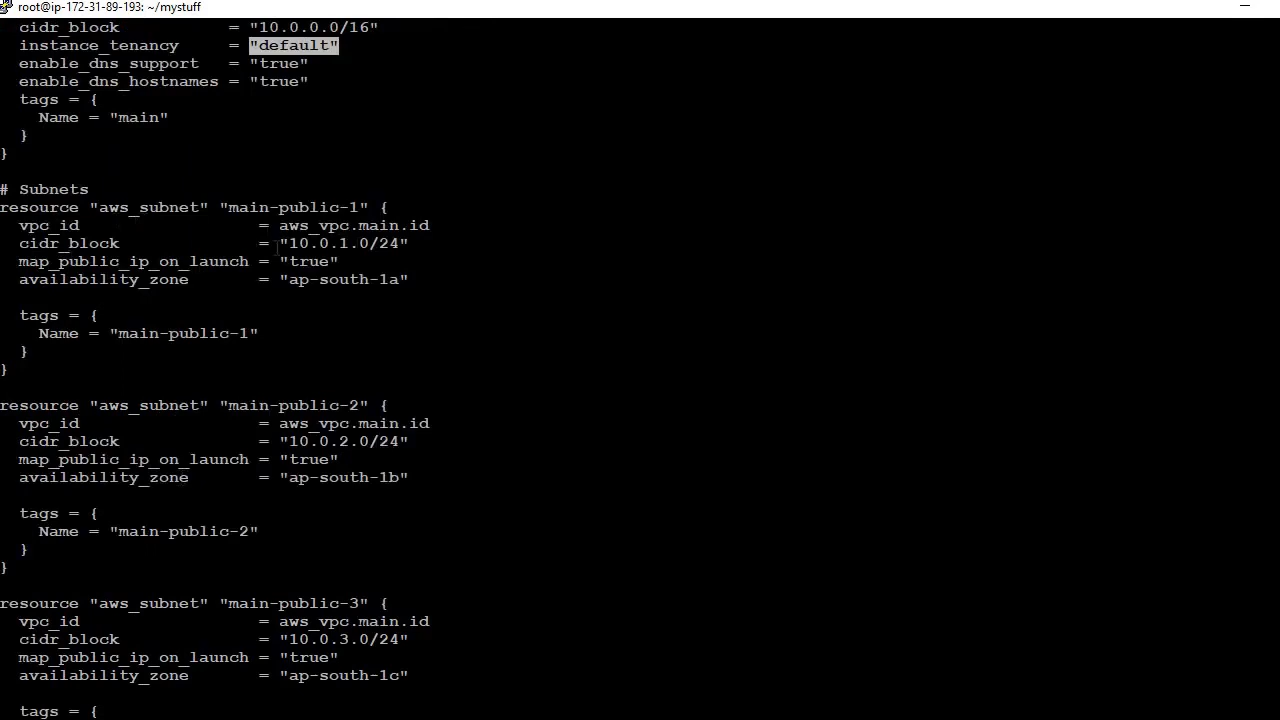 root@ip-172-31-89-193: ~/mystuff
  cidr_block           = "10.0.0.0/16"
  instance_tenancy     = "default"
  enable_dns_support   = "true"
  enable_dns_hostnames = "true"
  tags = {
    Name = "main"
  }
}

# Subnets
resource "aws_subnet" "main-public-1" {
  vpc_id                  = aws_vpc.main.id
  cidr_block              = "10.0.1.0/24"
  map_public_ip_on_launch = "true"
  availability_zone       = "ap-south-1a"

  tags = {
    Name = "main-public-1"
  }
}

resource "aws_subnet" "main-public-2" {
  vpc_id                  = aws_vpc.main.id
  cidr_block              = "10.0.2.0/24"
  map_public_ip_on_launch = "true"
  availability_zone       = "ap-south-1b"

  tags = {
    Name = "main-public-2"
  }
}

resource "aws_subnet" "main-public-3" {
  vpc_id                  = aws_vpc.main.id
  cidr_block              = "10.0.3.0/24"
  map_public_ip_on_launch = "true"
  availability_zone       = "ap-south-1c"

  tags = {